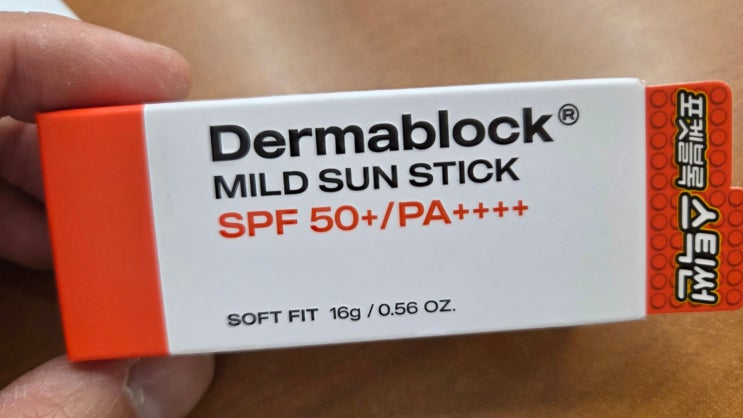 Dermablock®
MILD SUN STICK
SPF 50+/PA++++
SOFT FIT 16g / 0.56 OZ.